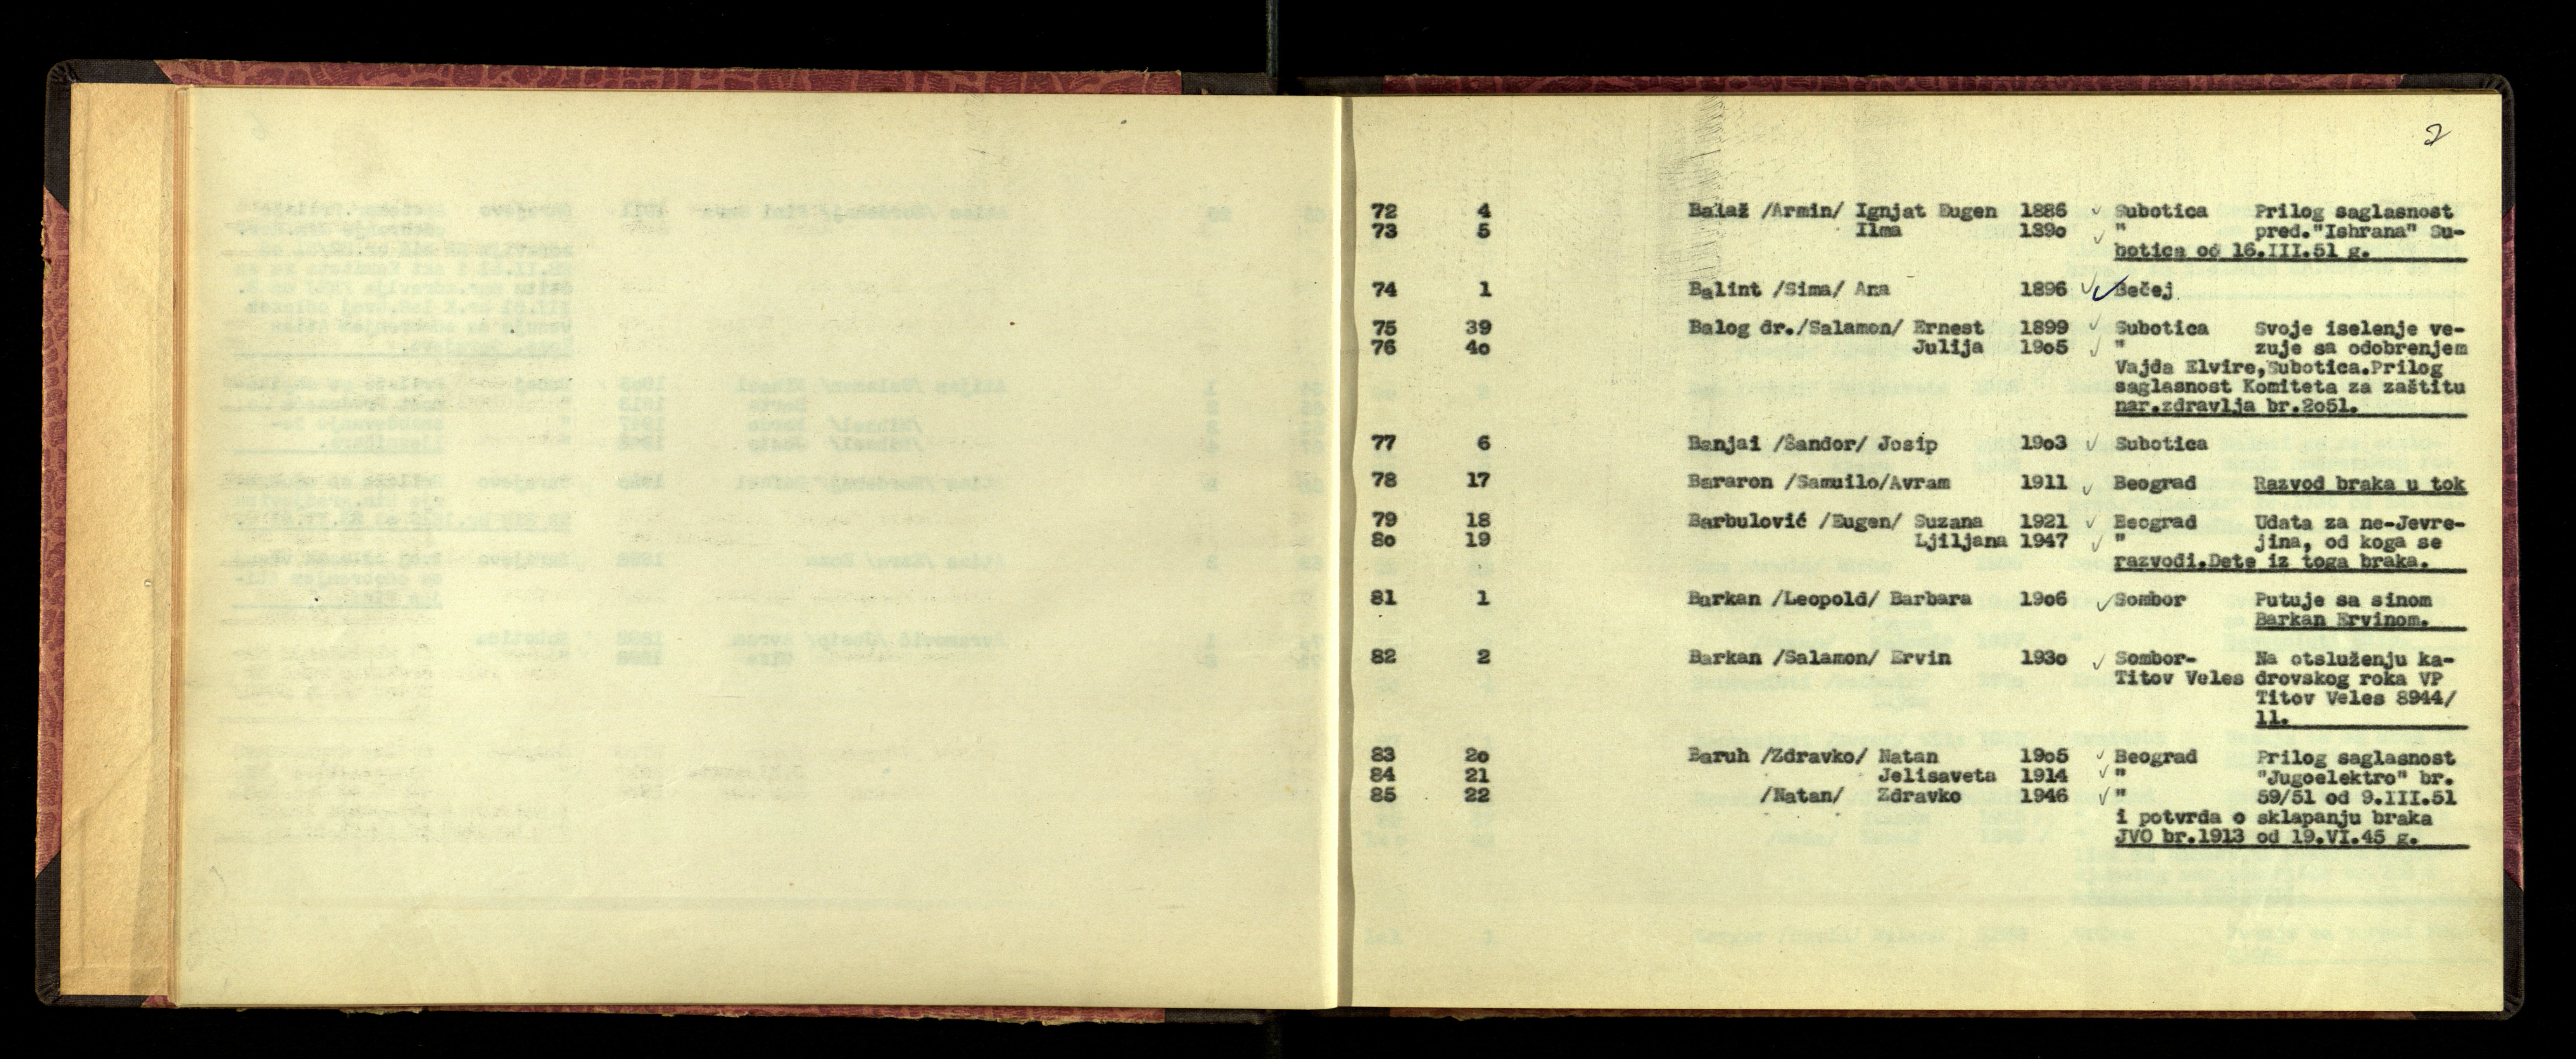 2
72 4 Balaž /Armin/ Ignjat Eugen 1886 ✓ Subotica Prilog saglasnost
73 5 Ilma 189o ✓ " pred."Ishrana" Su-
botica od 16.III.51 g.
74 1 Balint /Sima/ Ana 1896 ✓ ✓ Bečej
75 39 Balog dr./Salamon/ Ernest 1899 ✓ Subotica Svoje iselenje ve-
76 4o Julija 19o5 ✓ " zuje sa odobrenjem
Vajda Elvire,Subotica.Prilog
saglasnost Komiteta za zaštitu
nar.zdravlja br.2o51.
77 6 Banjai /Šandor/ Josip 19o3 ✓ Subotica
78 17 Bararon /Samuilo/Avram 1911 ✓ Beograd Razvod braka u tok
79 18 Barbulović /Eugen/ Suzana 1921 ✓ Beograd Udata za ne-Jevre-
8o 19 Ljiljana 1947 ✓ " jina, od koga se
razvodi.Dete iz toga braka.
81 1 Barkan /Leopold/ Barbara 19o6 ✓ Sombor Putuje sa sinom
Barkan Ervinom.
82 2 Barkan /Salamon/ Ervin 193o ✓ Sombor- Na otsluženju ka-
Titov Veles drovskog roka VP
Titov Veles 8944/
11.
83 2o Baruh /Zdravko/ Natan 19o5 ✓ Beograd Prilog saglasnost
84 21 Jelisaveta 1914 ✓ " "Jugoelektro" br.
85 22 /Natan/ Zdravko 1946 ✓ " 59/51 od 9.III.51
i potvrda o sklapanju braka
JVO br.1913 od 19.VI.45 g.